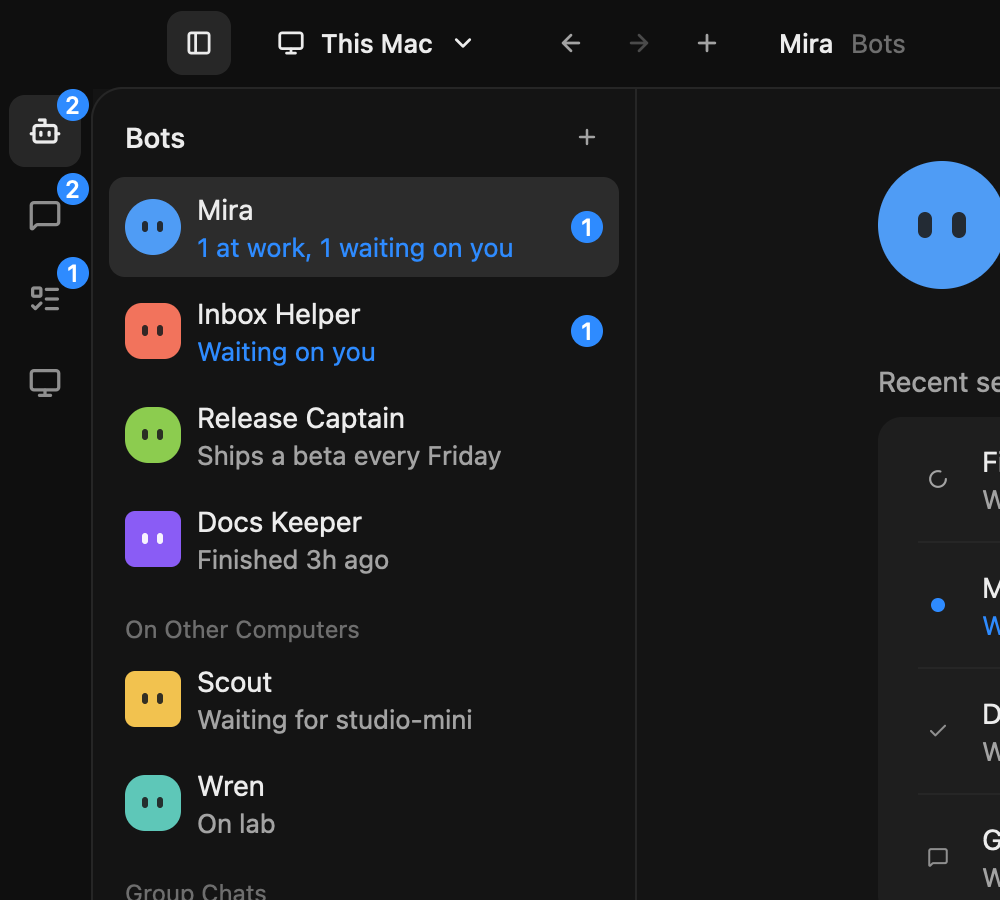 This Mac
Mira Bots
2
Bots
2
1
Mira
1 at work, 1 waiting on you
1
Inbox Helper
Waiting on you
1
Release Captain
Ships a beta every Friday
Docs Keeper
Finished 3h ago
On Other Computers
Scout
Waiting for studio-mini
Wren
On lab
Group Chats
Recent